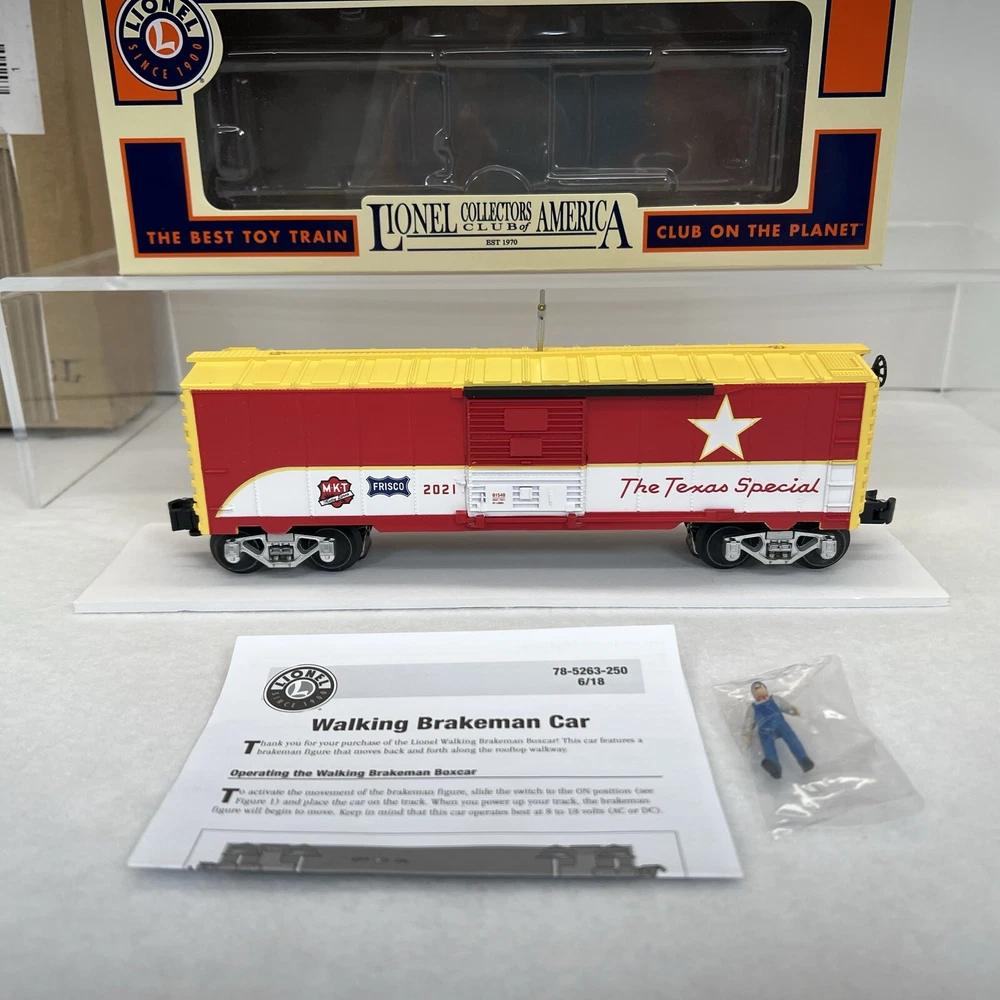 LIONEL
L
SINCE 1900
THE BEST TOY TRAIN
LIONEL COLLECTORS CLUB of AMERICA
EST 1970
CLUB ON THE PLANET
MKT
FRISCO
2021
91549
The Texas Special
LIONEL
L
SINCE 1900
78-5263-250
6/18
Walking Brakeman Car
Thank you for your purchase of the Lionel Walking Brakeman Boxcar! This car features a
brakeman figure that moves back and forth along the rooftop walkway.
Operating the Walking Brakeman Boxcar
To activate the movement of the brakeman figure, slide the switch to the ON position (see
Figure 1) and place the car on the track. When you power up your track, the brakeman
figure will begin to move. Keep in mind that this car operates best at 8 to 18 volts (AC or DC).